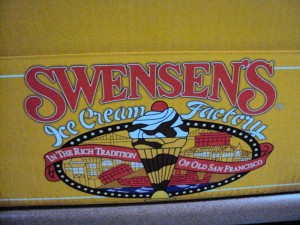 SWENSEN'S®
Ice Cream Factory
IN THE RICH TRADITION
OF OLD SAN FRANCISCO